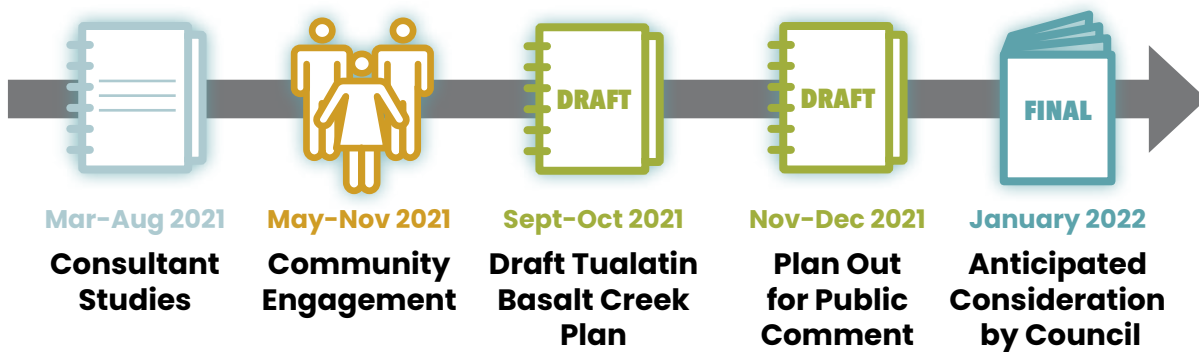 DRAFT
DRAFT
FINAL
Mar-Aug 2021
Consultant
Studies
May-Nov 2021
Community
Engagement
Sept-Oct 2021
Draft Tualatin
Basalt Creek
Plan
Nov-Dec 2021
Plan Out
for Public
Comment
January 2022
Anticipated
Consideration
by Council